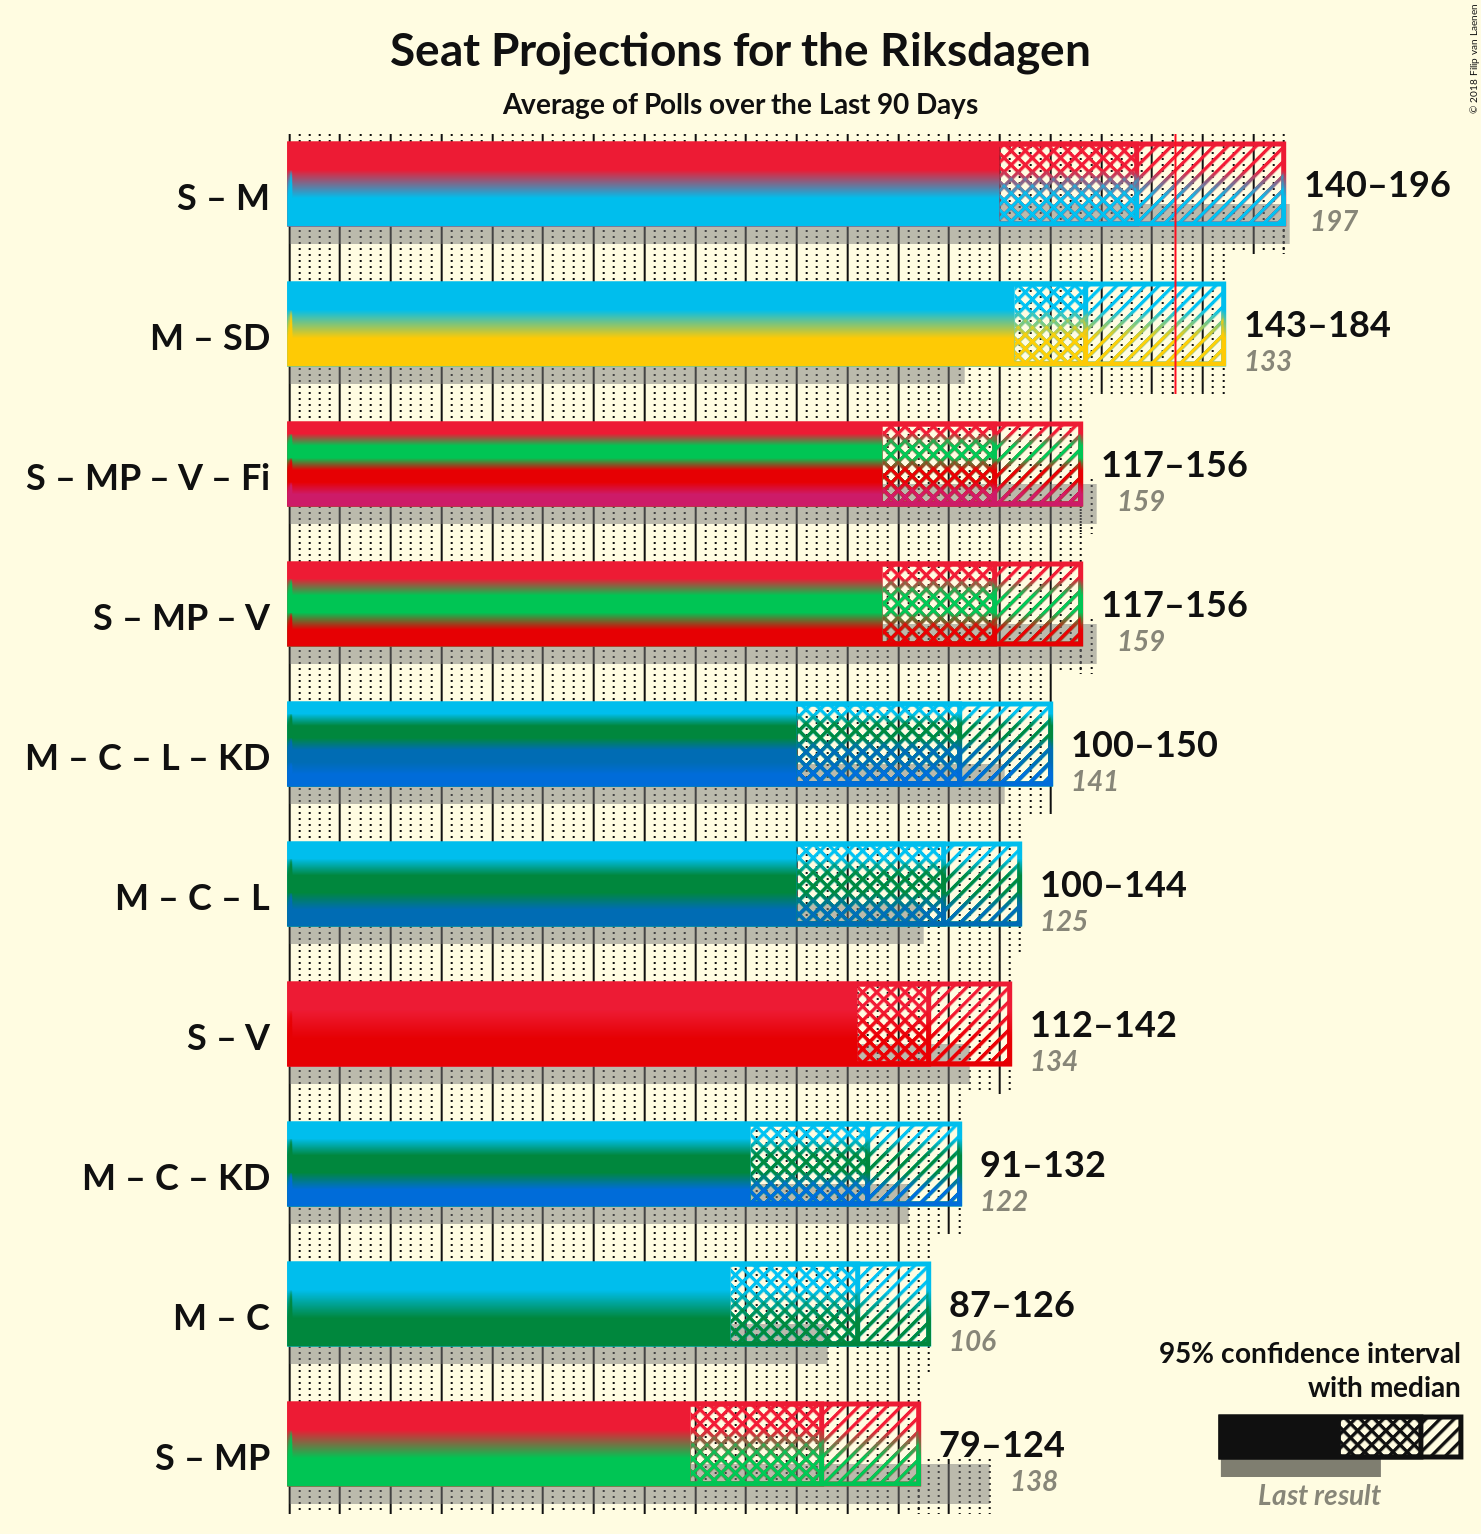 Seat Projections for the Riksdagen
Average of Polls over the Last 90 Days
© 2018 Filip van Laenen
S – M
140–196
197
M – SD
143–184
133
S – MP – V – Fi
117–156
159
S – MP – V
117–156
159
M – C – L – KD
100–150
141
M – C – L
100–144
125
S – V
112–142
134
M – C – KD
91–132
122
M – C
87–126
106
S – MP
79–124
138
95% confidence interval
with median
Last result